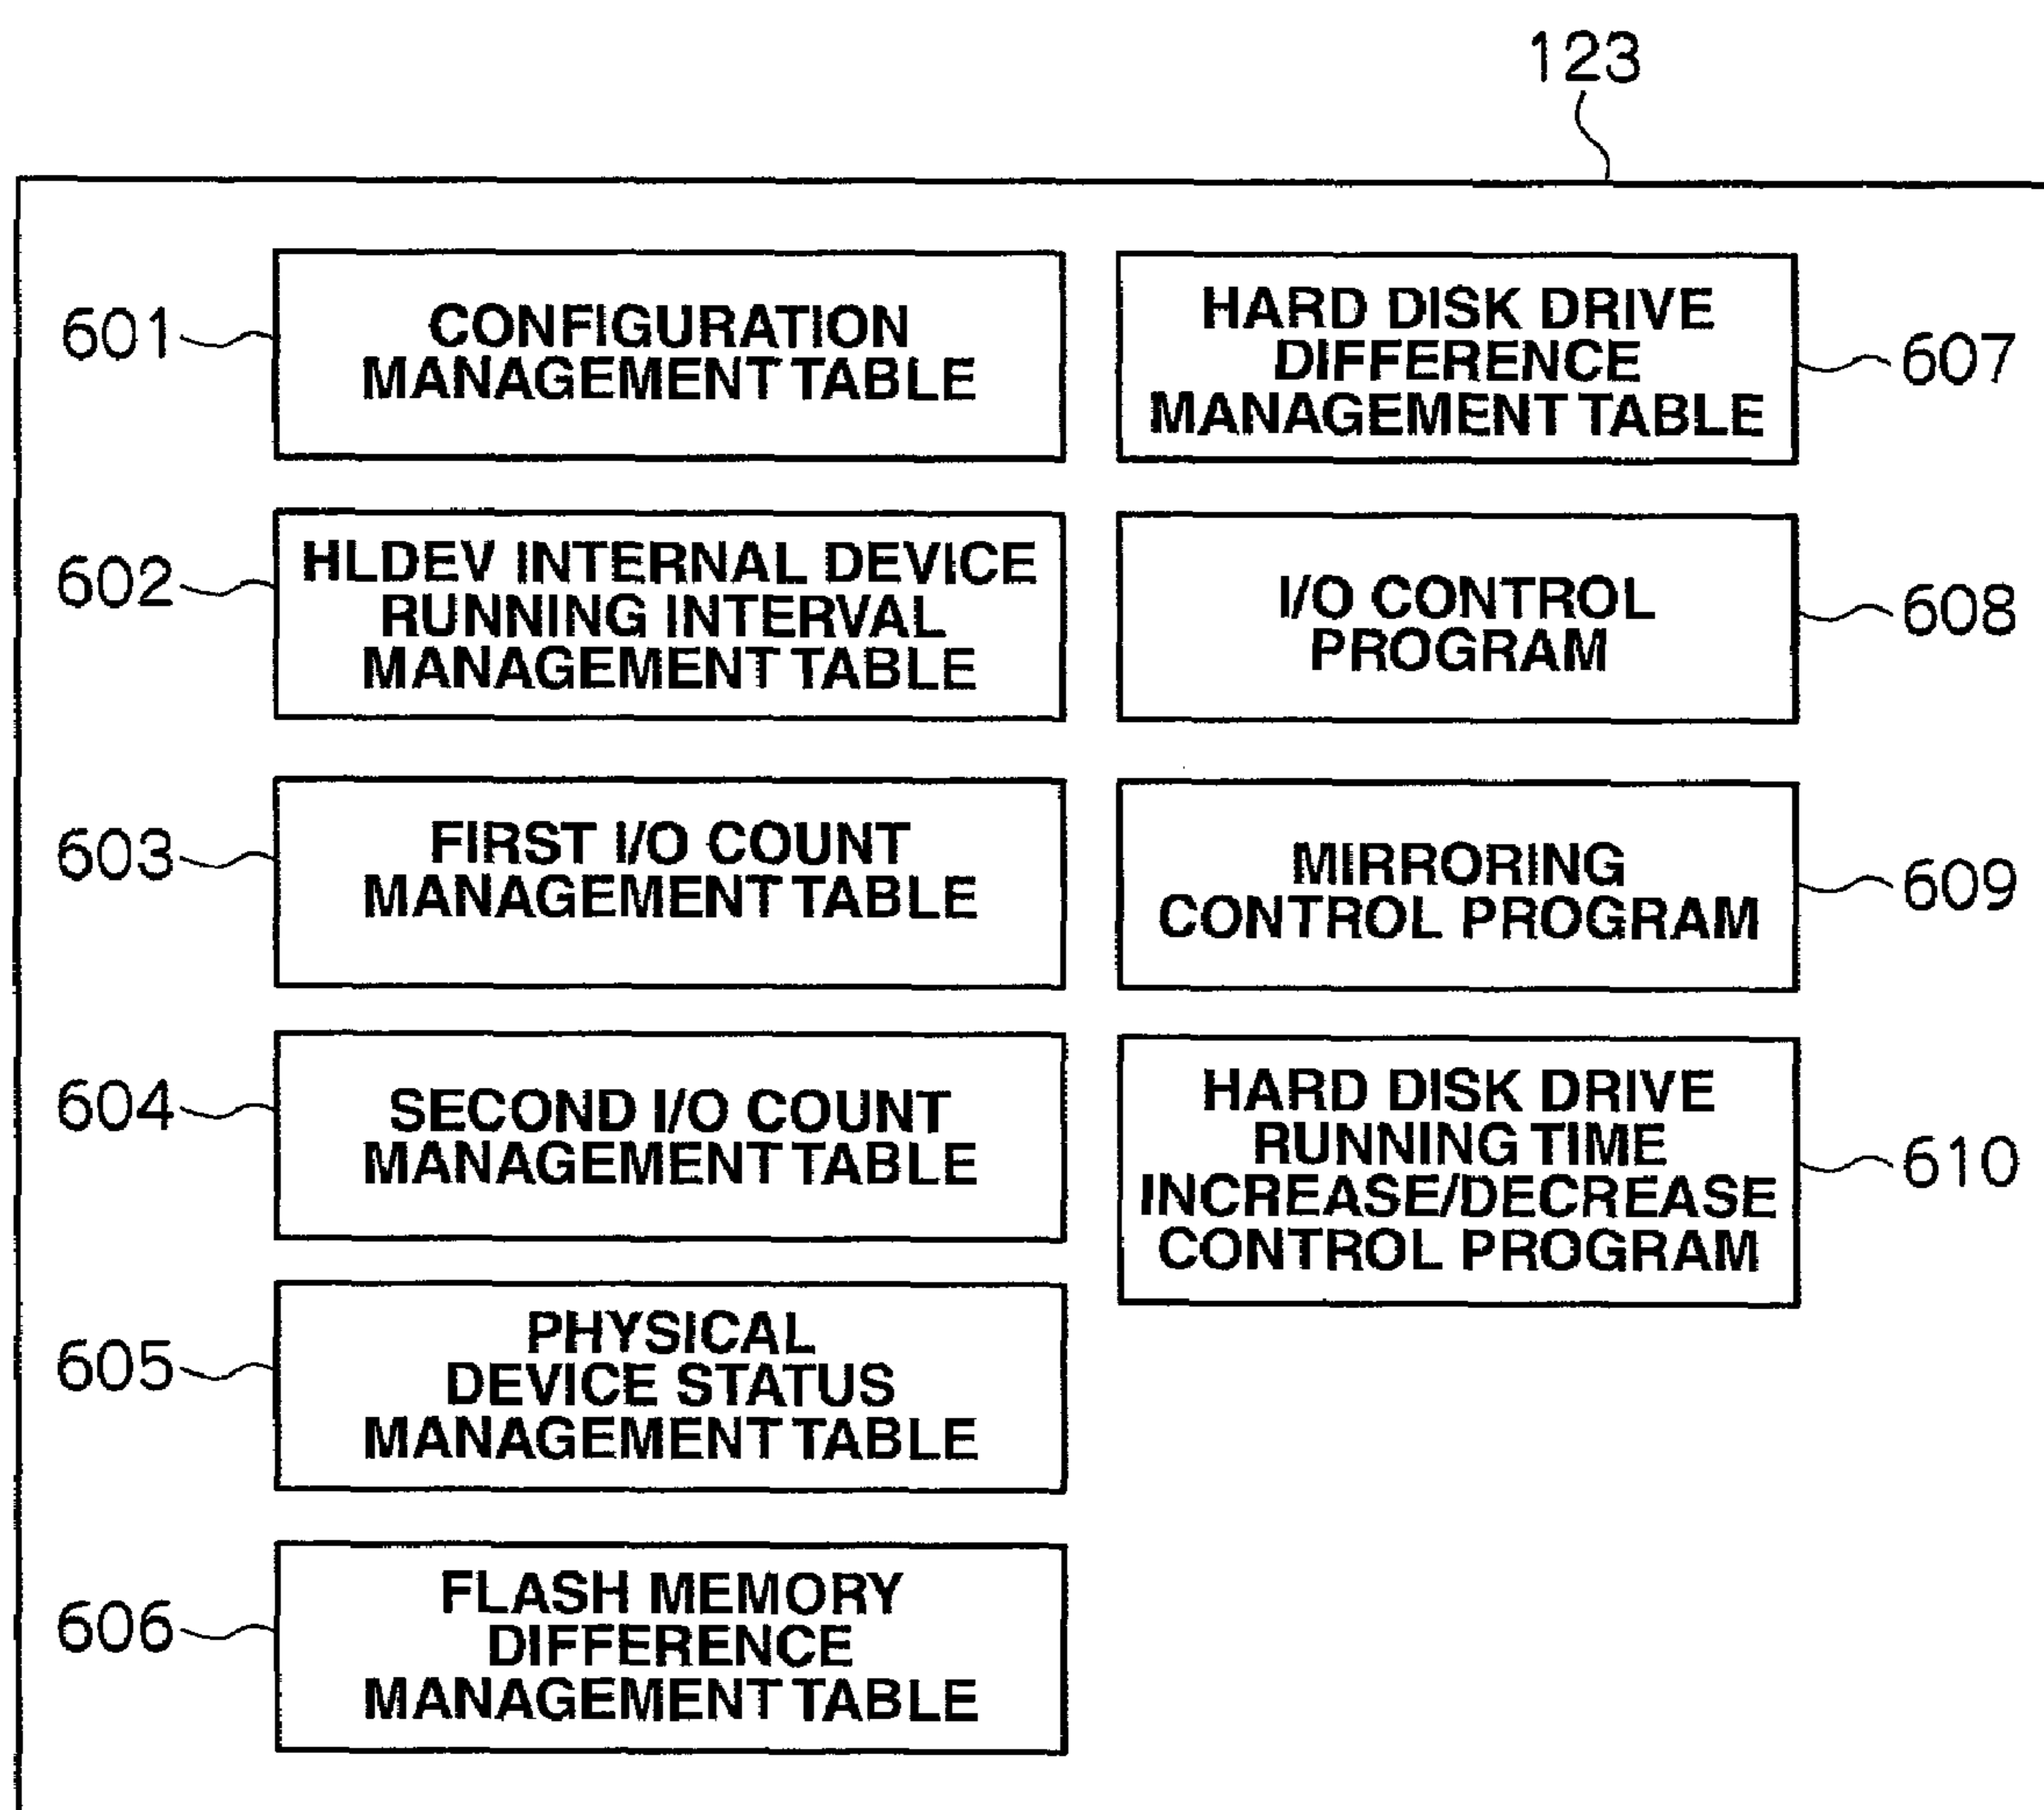 123
601
CONFIGURATION
MANAGEMENT TABLE
602
HLDEV INTERNAL DEVICE
RUNNING INTERVAL
MANAGEMENT TABLE
603
FIRST I/O COUNT
MANAGEMENT TABLE
604
SECOND I/O COUNT
MANAGEMENT TABLE
605
PHYSICAL
DEVICE STATUS
MANAGEMENT TABLE
606
FLASH MEMORY
DIFFERENCE
MANAGEMENT TABLE
HARD DISK DRIVE
DIFFERENCE
MANAGEMENT TABLE
607
I/O CONTROL
PROGRAM
608
MIRRORING
CONTROL PROGRAM
609
HARD DISK DRIVE
RUNNING TIME
INCREASE/DECREASE
CONTROL PROGRAM
610